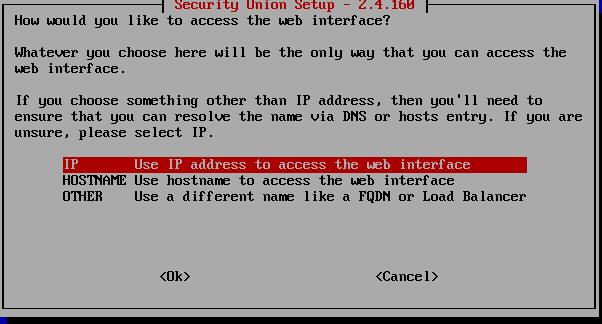 Security Union Setup - 2.4.160
How would you like to access the web interface?
Whatever you choose here will be the only way that you can access the
web interface.
If you choose something other than IP address, then you'll need to
ensure that you can resolve the name via DNS or hosts entry. If you are
unsure, please select IP.
IP Use IP address to access the web interface
HOSTNAME Use hostname to access the web interface
OTHER Use a different name like a FQDN or Load Balancer
<Ok> <Cancel>